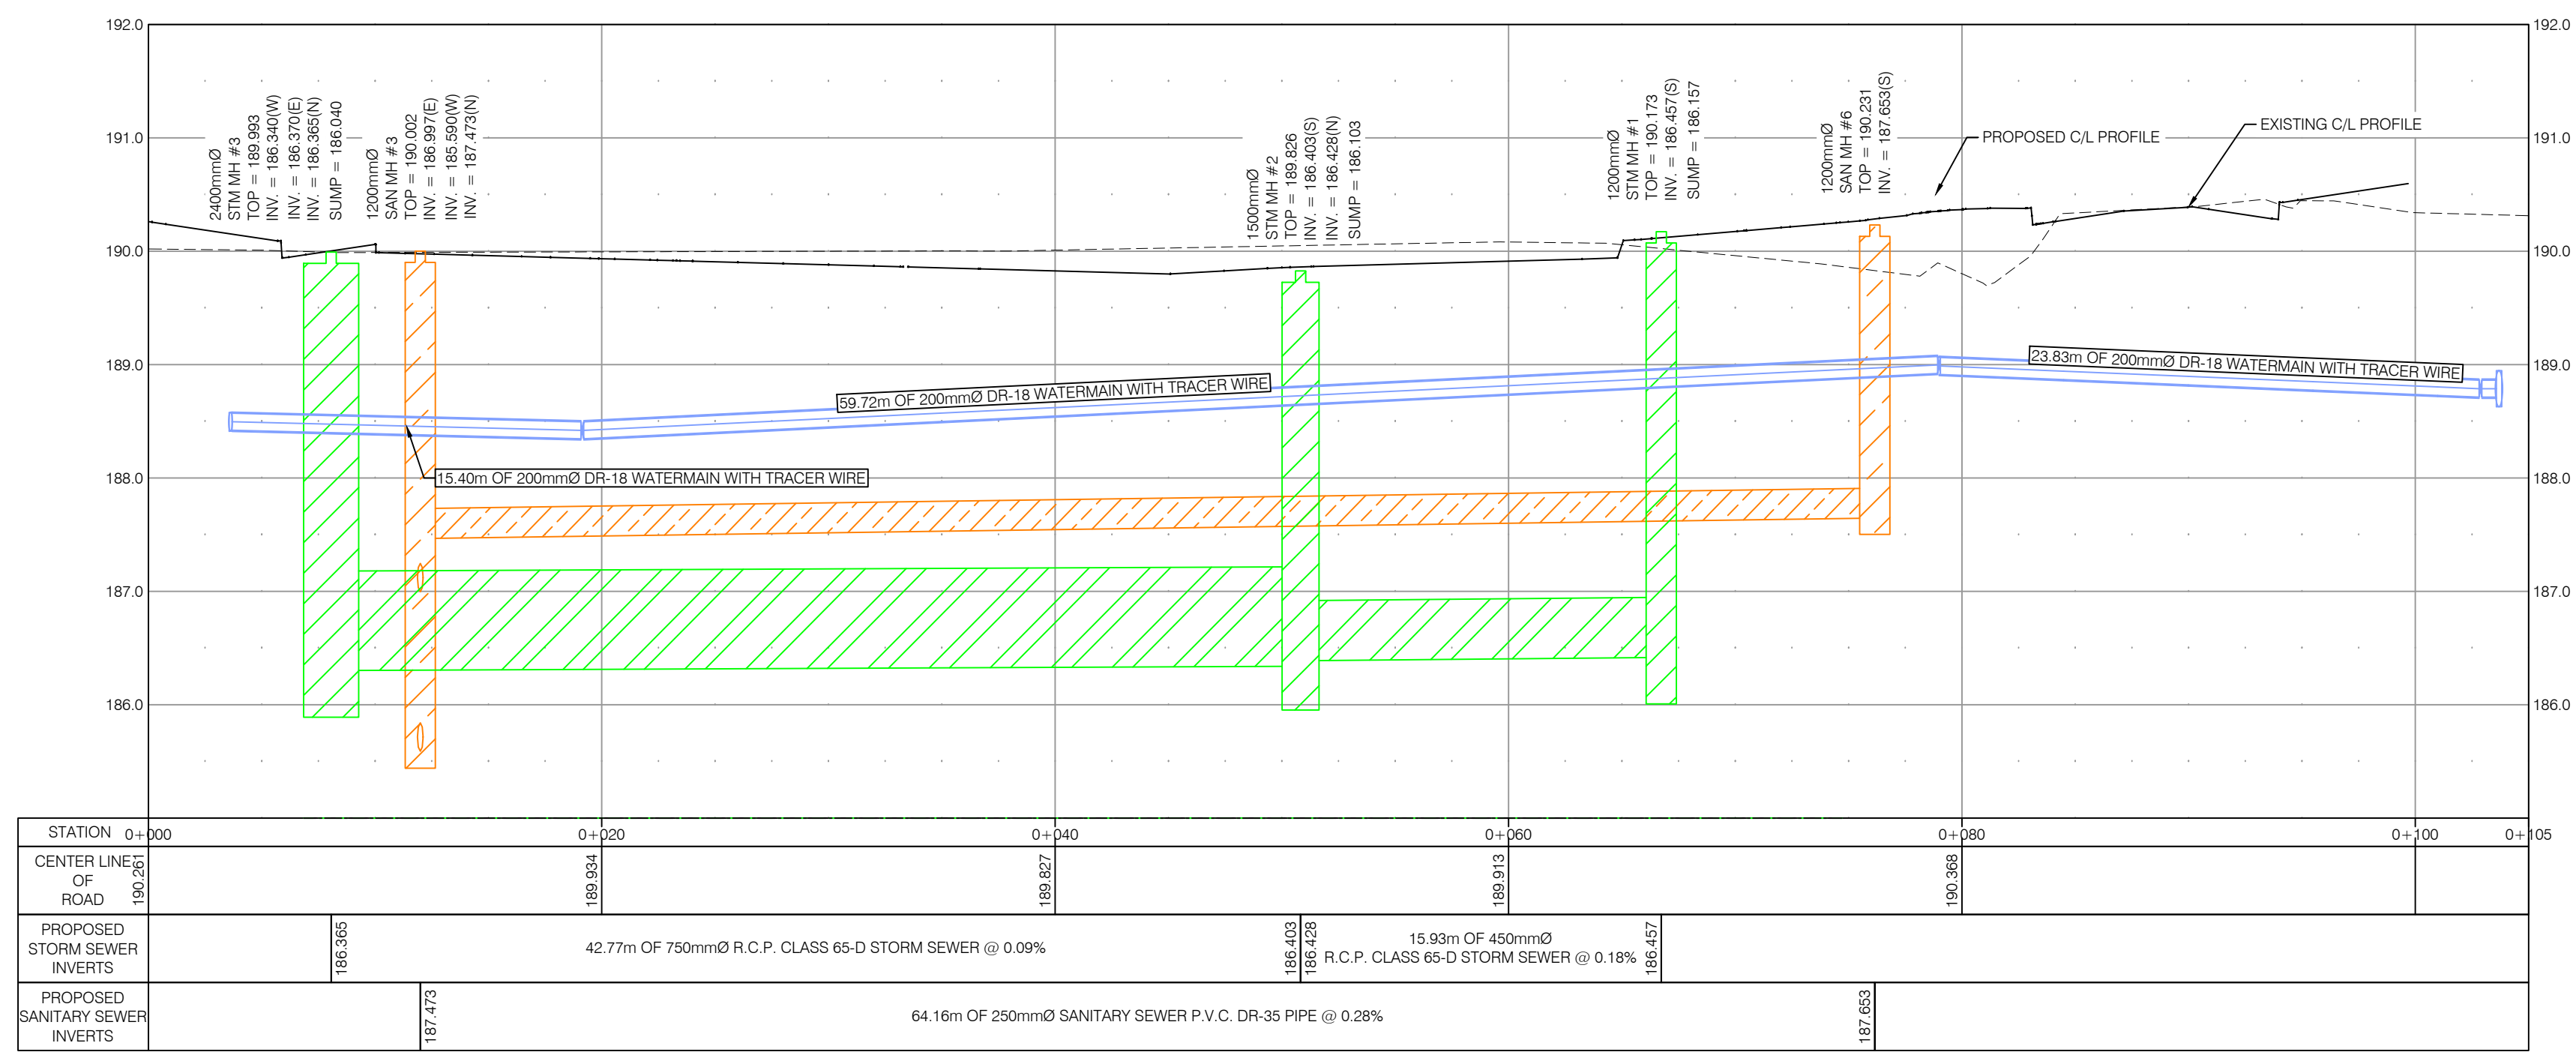 192.0
192.0
191.0
191.0
190.0
190.0
189.0
189.0
188.0
188.0
187.0
187.0
186.0
186.0
2400mmØ
STM MH #3
TOP = 189.993
INV. = 186.340(W)
INV. = 186.370(E)
INV. = 186.365(N)
SUMP = 186.040
1200mmØ
SAN MH #3
TOP = 190.002
INV. = 186.997(E)
INV. = 185.590(W)
INV. = 187.473(N)
1500mmØ
STM MH #2
TOP = 189.826
INV. = 186.403(S)
INV. = 186.428(N)
SUMP = 186.103
1200mmØ
STM MH #1
TOP = 190.173
INV. = 186.457(S)
SUMP = 186.157
1200mmØ
SAN MH #6
TOP = 190.231
INV. = 187.653(S)
PROPOSED C/L PROFILE
EXISTING C/L PROFILE
59.72m OF 200mmØ DR-18 WATERMAIN WITH TRACER WIRE
23.83m OF 200mmØ DR-18 WATERMAIN WITH TRACER WIRE
15.40m OF 200mmØ DR-18 WATERMAIN WITH TRACER WIRE
STATION
0+000
0+020
0+040
0+060
0+080
0+100
0+105
CENTER LINE
OF
ROAD
190.261
189.934
189.827
189.913
190.368
PROPOSED
STORM SEWER
INVERTS
186.365
42.77m OF 750mmØ R.C.P. CLASS 65-D STORM SEWER @ 0.09%
186.403
186.428
15.93m OF 450mmØ
R.C.P. CLASS 65-D STORM SEWER @ 0.18%
186.457
PROPOSED
SANITARY SEWER
INVERTS
187.473
64.16m OF 250mmØ SANITARY SEWER P.V.C. DR-35 PIPE @ 0.28%
187.653